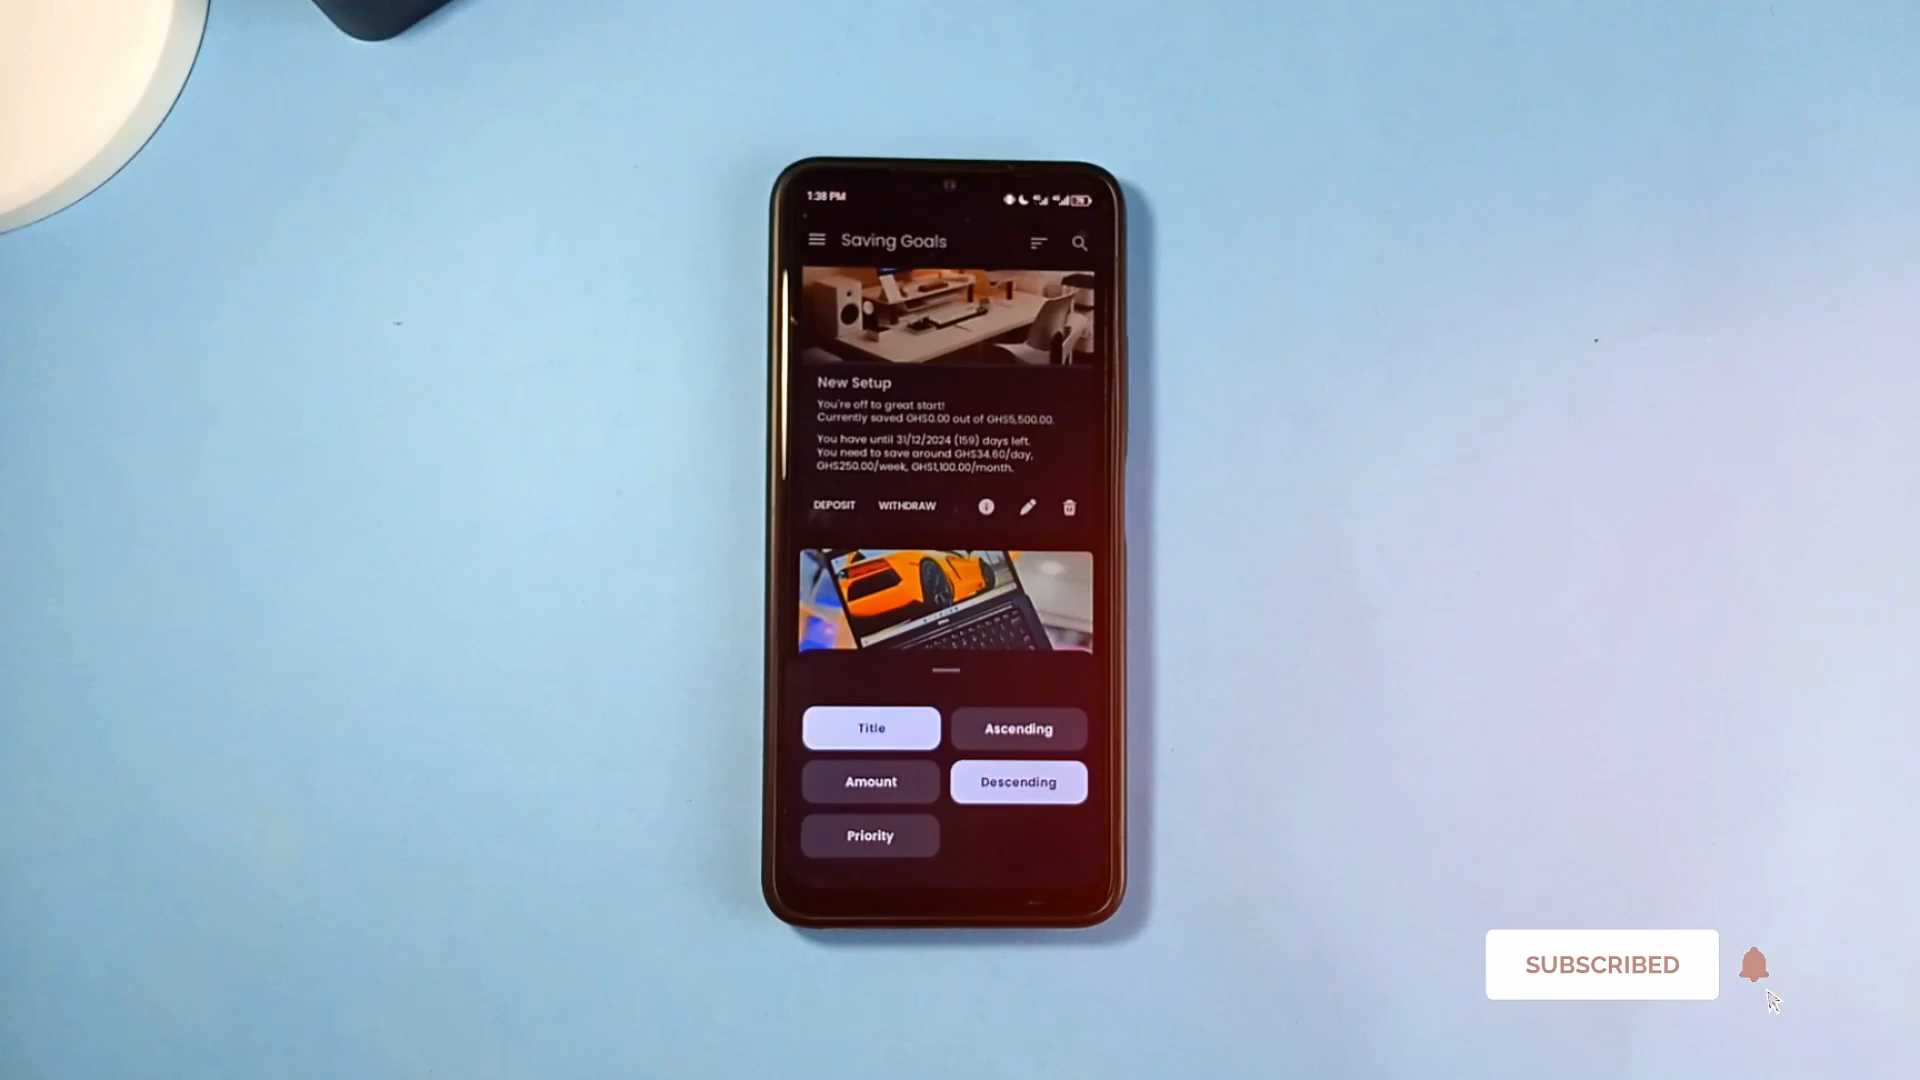 1:38 PM
Saving Goals
New Setup
You're off to great start!
Currently saved GHS0.00 out of GHS5,500.00.
You have until 31/12/2024 (159) days left.
You need to save around GHS34.60/day,
GHS250.00/week, GHS1,100.00/month.
DEPOSIT WITHDRAW
Title Ascending
Amount Descending
Priority
SUBSCRIBED